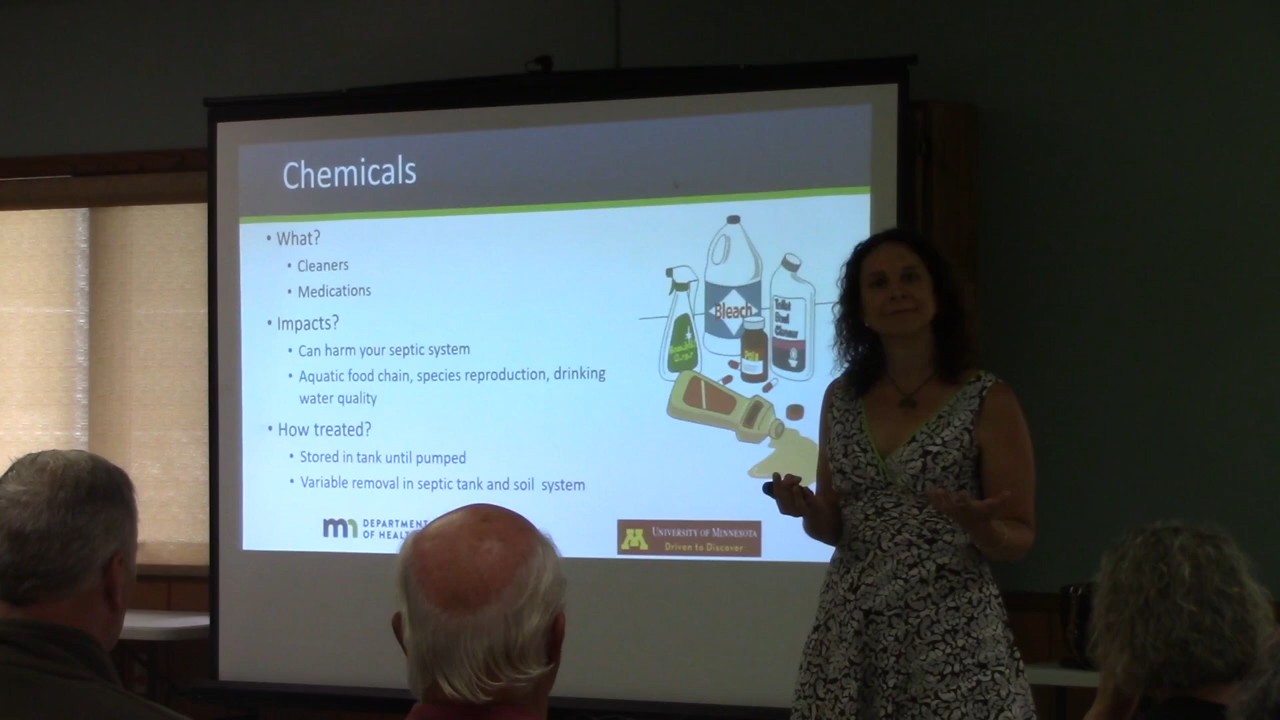 Chemicals
• What?
• Cleaners
• Medications
• Impacts?
• Can harm your septic system
• Aquatic food chain, species reproduction, drinking
water quality
• How treated?
• Stored in tank until pumped
• Variable removal in septic tank and soil system
Bleach
mn DEPARTMENT
OF
M UNIVERSITY OF MINNESOTA
Driven to Discover